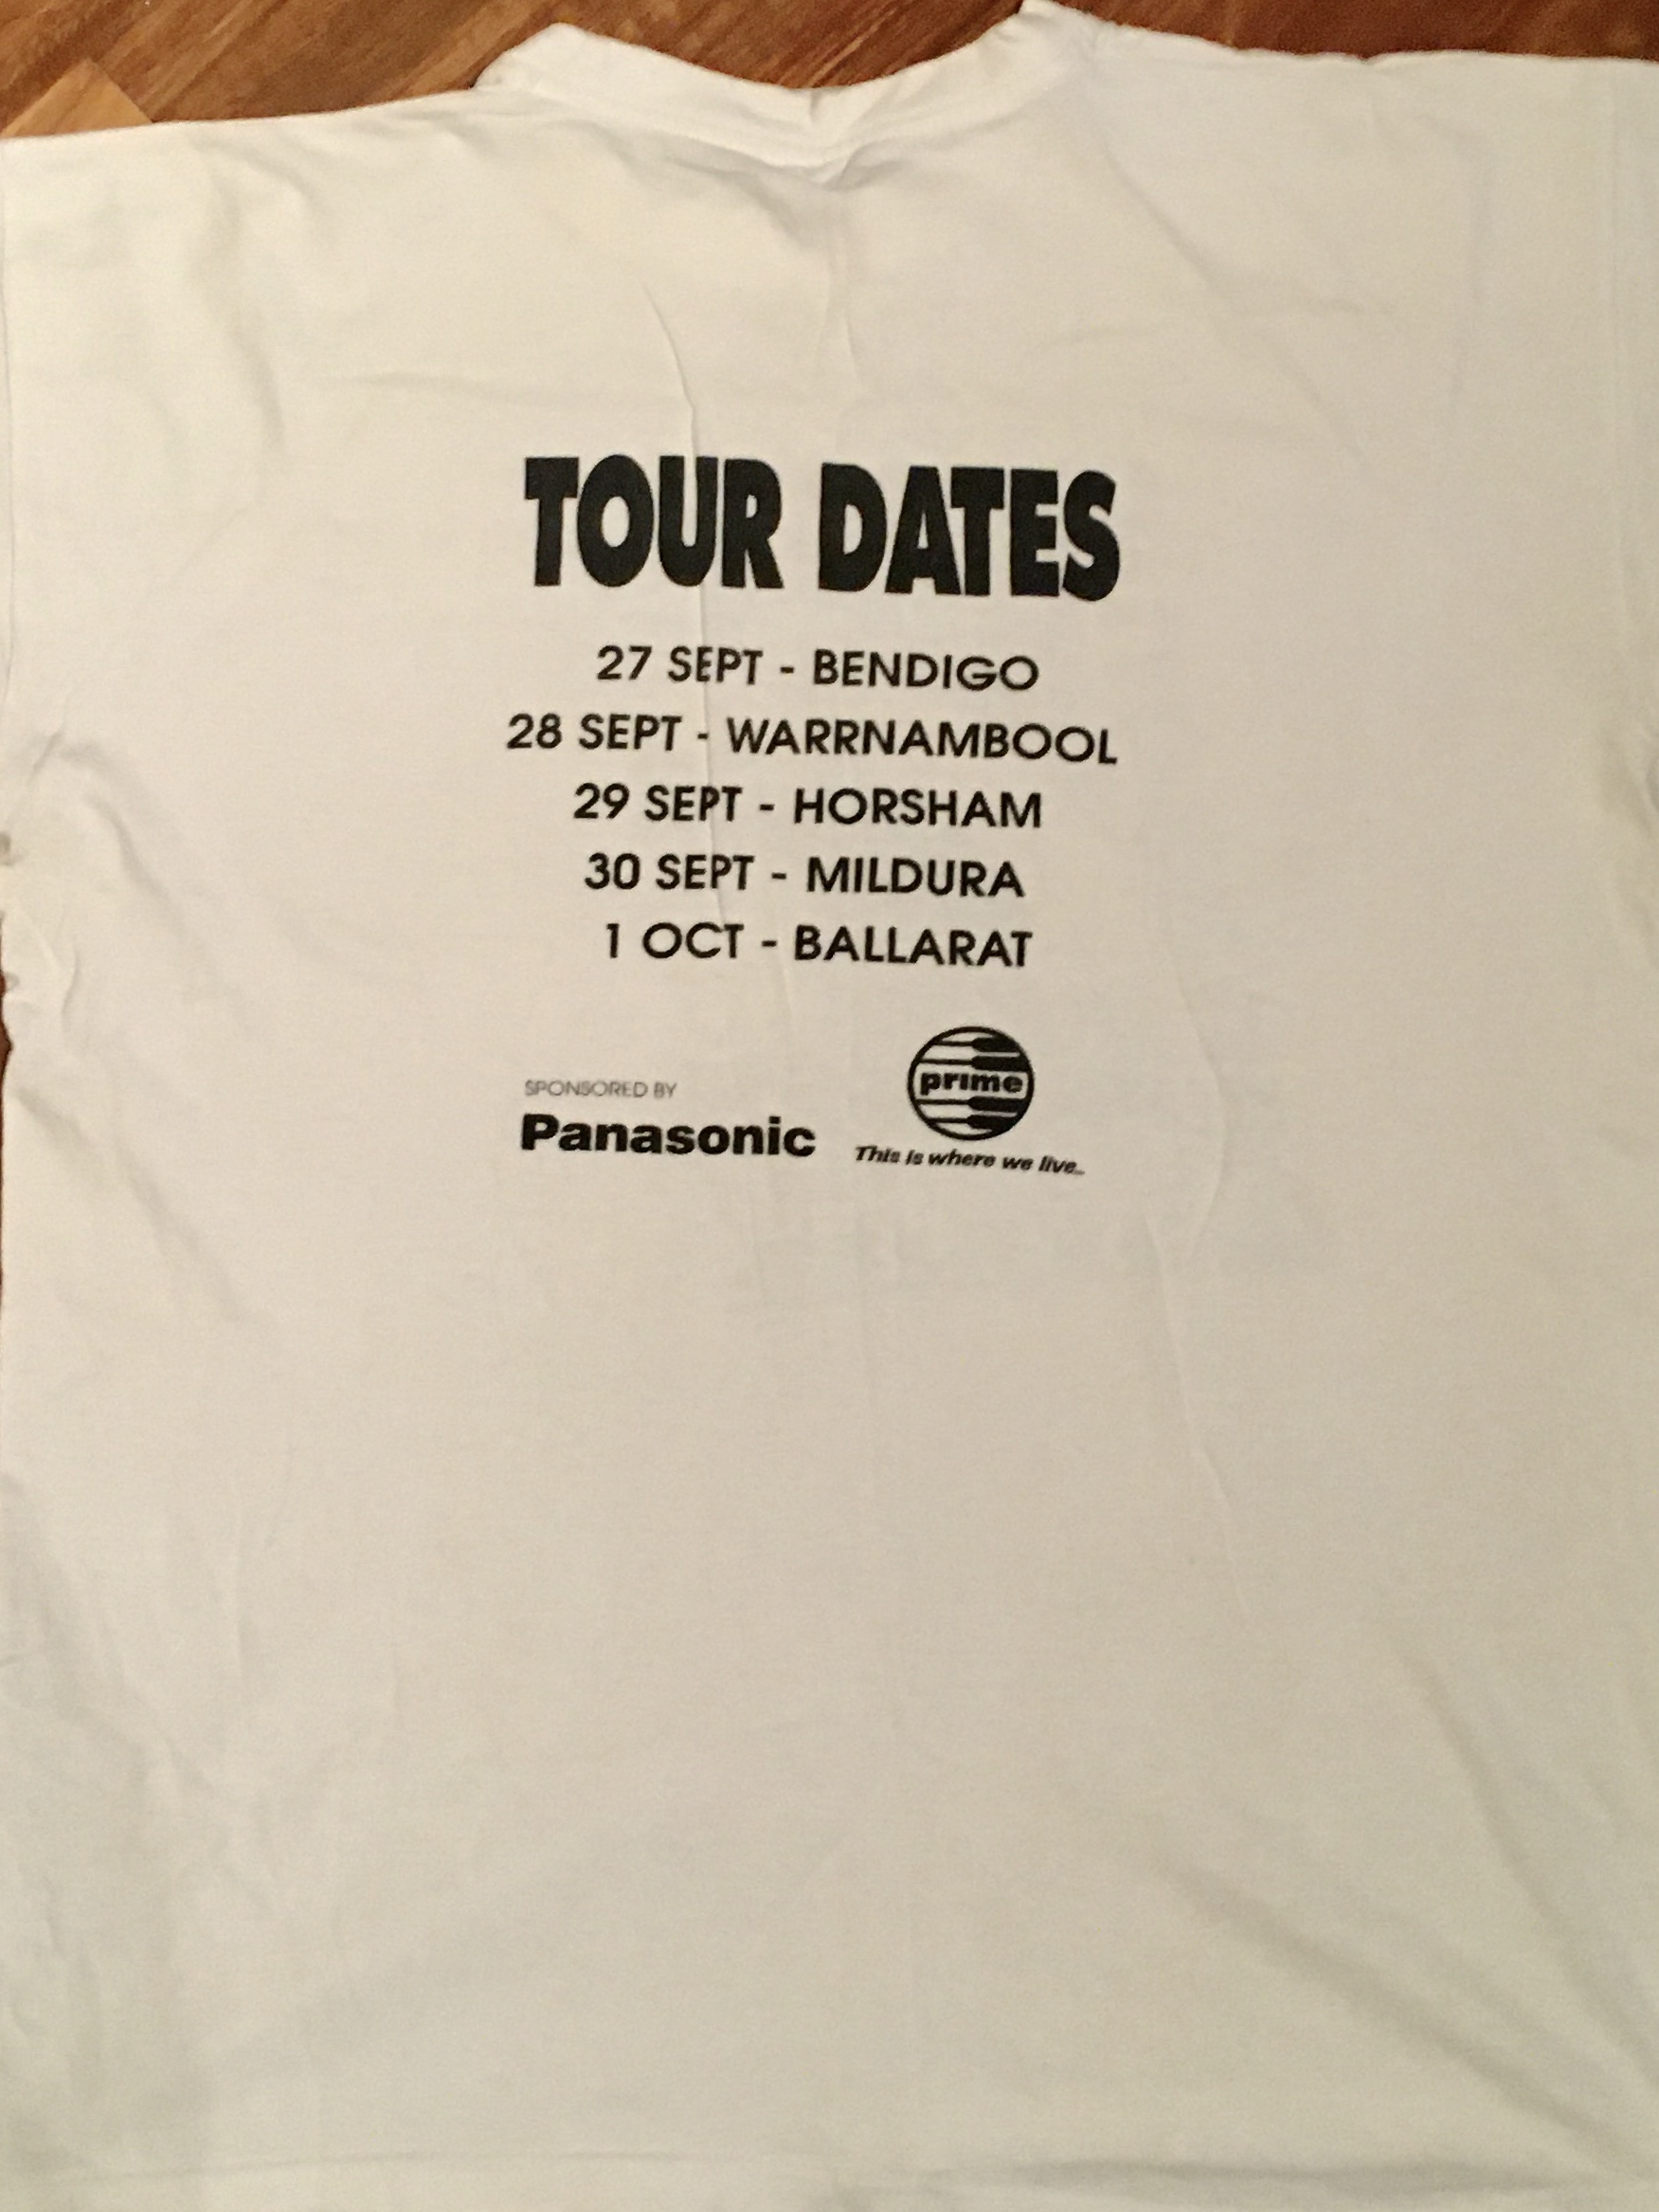 TOUR DATES
27 SEPT - BENDIGO
28 SEPT - WARRNAMBOOL
29 SEPT - HORSHAM
30 SEPT - MILDURA
1 OCT - BALLARAT
SPONSORED BY
Panasonic
prime
This is where we live..